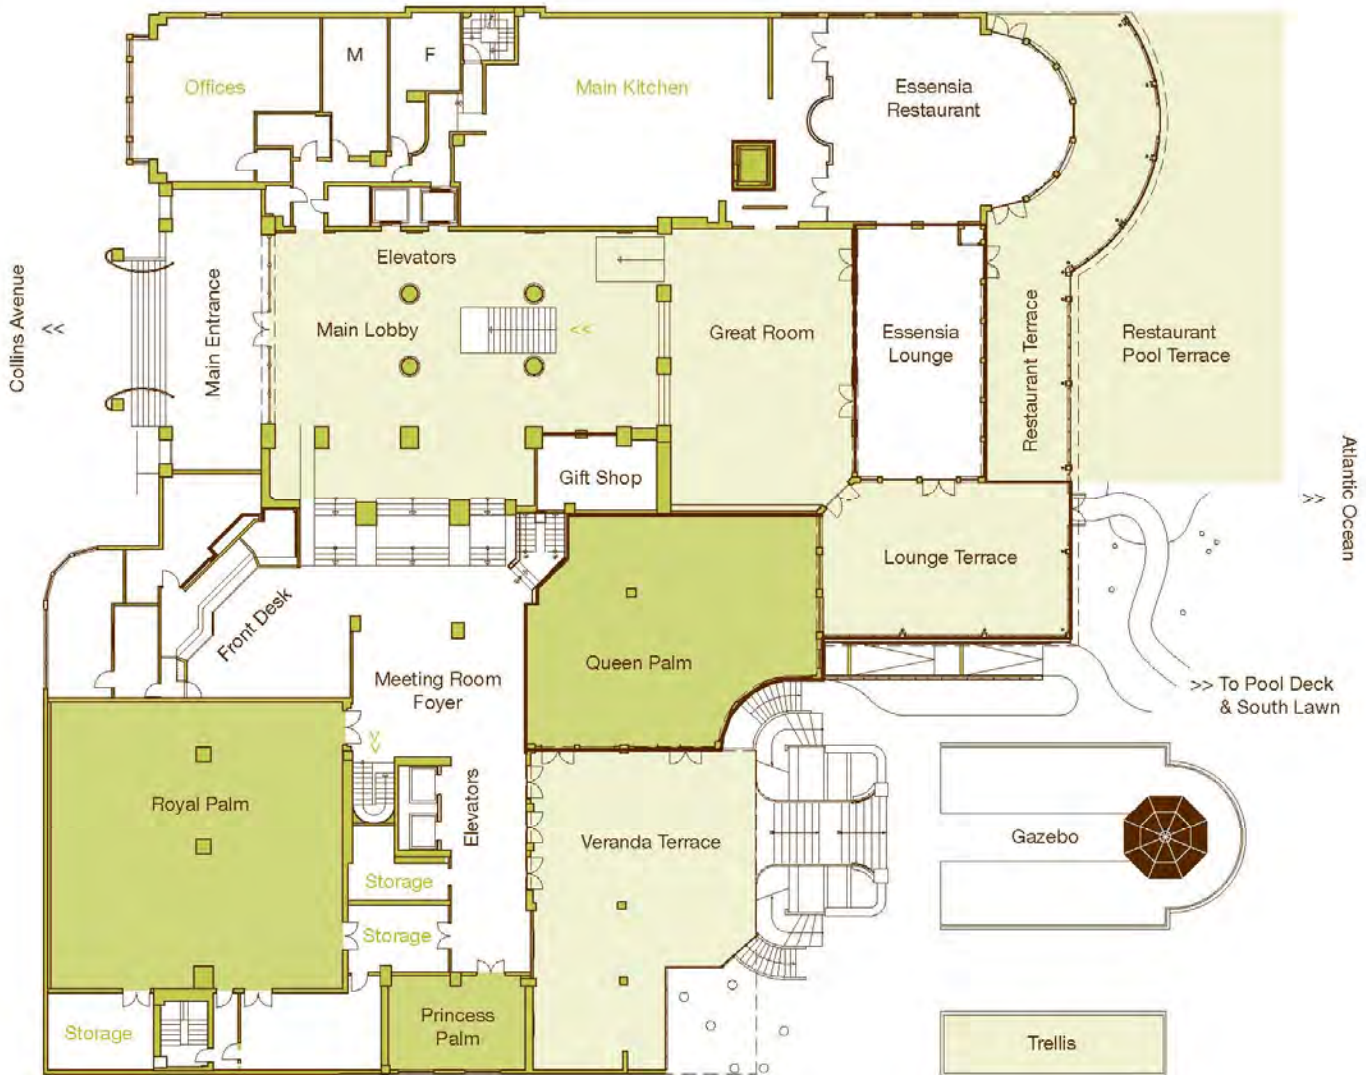 Offices
M
F
Main Kitchen
Essensia
Restaurant
Elevators
Main Lobby
<<
Great Room
Essensia
Lounge
Restaurant Terrace
Restaurant
Pool Terrace
Collins Avenue
<<
Main Entrance
Gift Shop
Atlantic Ocean
>>
Lounge Terrace
Front Desk
Queen Palm
Meeting Room
Foyer
>>
>> To Pool Deck
& South Lawn
Royal Palm
Elevators
Veranda Terrace
Gazebo
Storage
Storage
Storage
Princess
Palm
Trellis